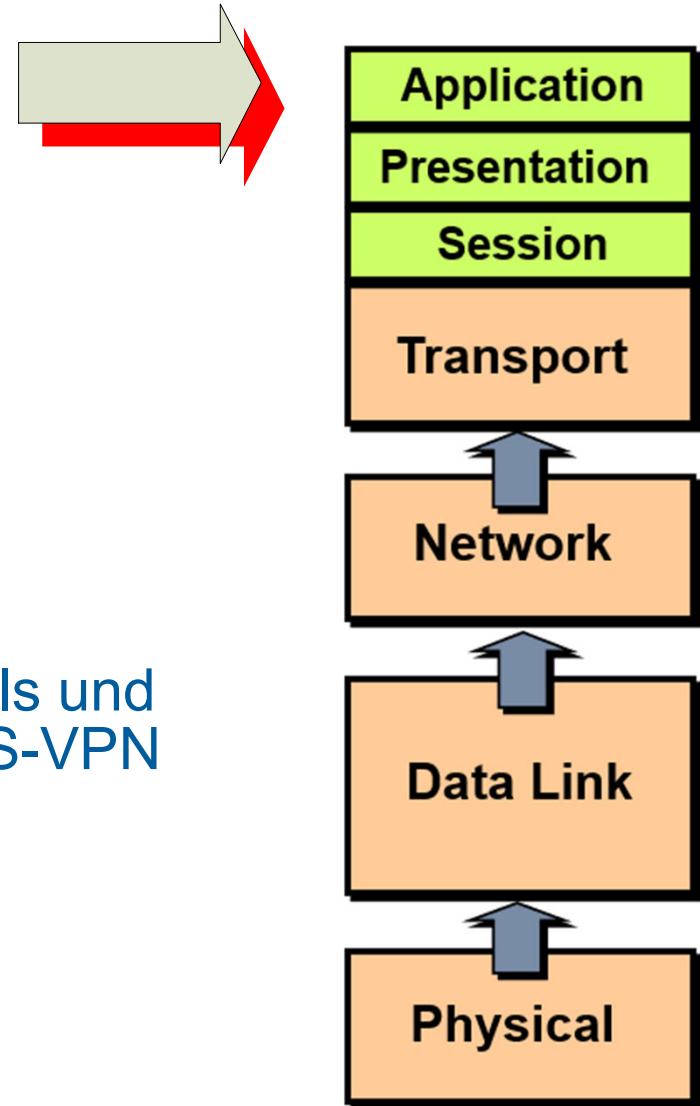 Application
Presentation
Session
Transport
Network
ls und
S-VPN
Data Link
Physical